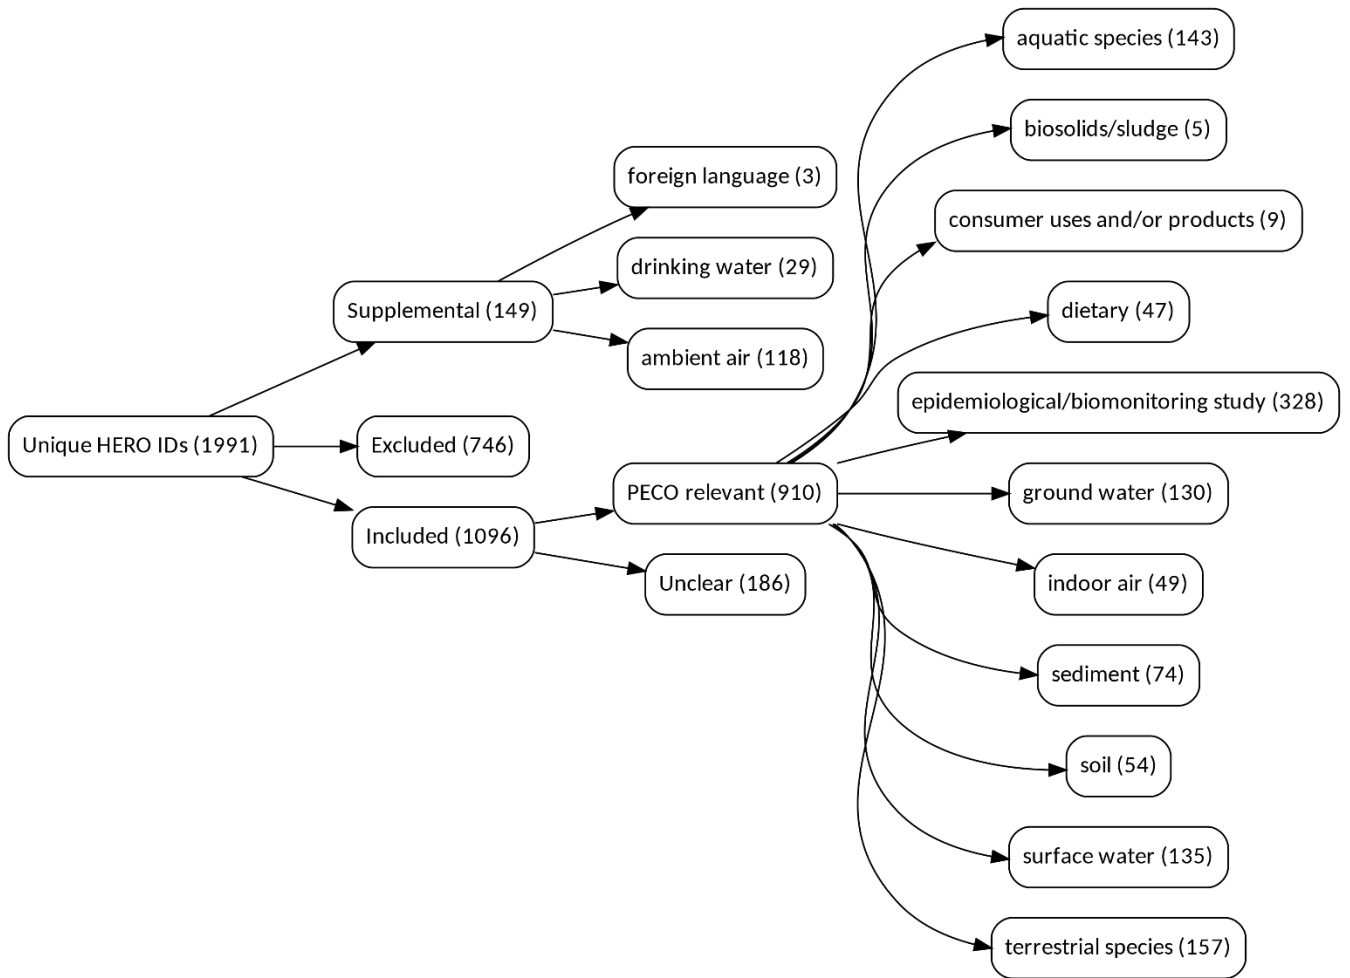 Unique HERO IDs (1991)
Supplemental (149)
Excluded (746)
Included (1096)
foreign language (3)
drinking water (29)
ambient air (118)
PECO relevant (910)
Unclear (186)
aquatic species (143)
biosolids/sludge (5)
consumer uses and/or products (9)
dietary (47)
epidemiological/biomonitoring study (328)
ground water (130)
indoor air (49)
sediment (74)
soil (54)
surface water (135)
terrestrial species (157)